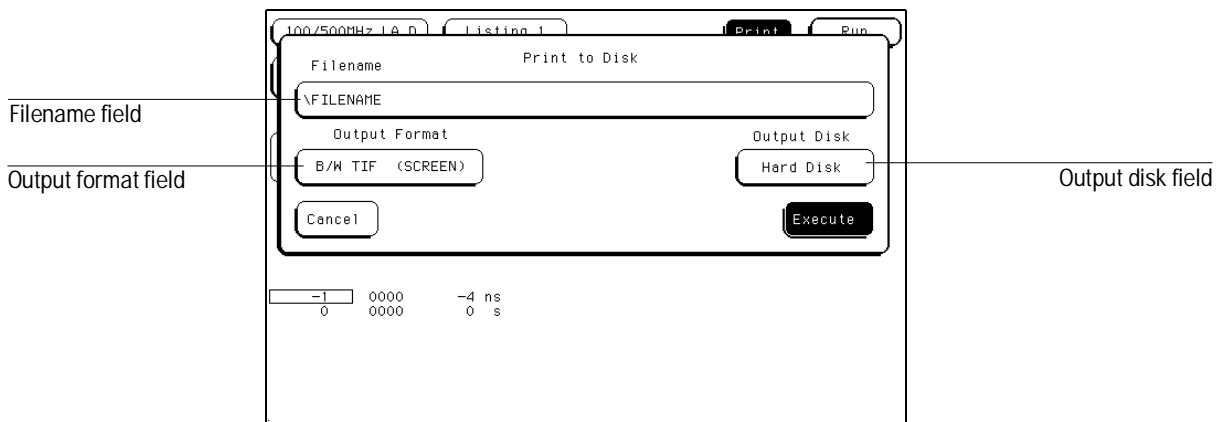 100/500MHz LA D Listing 1 Print Run
Print to Disk
Filename
\FILENAME
Filename field
Output Format Output Disk
B/W TIF (SCREEN) Hard Disk
Output format field Output disk field
Cancel Execute
-1 0000 -4 ns
0 0000 0 s